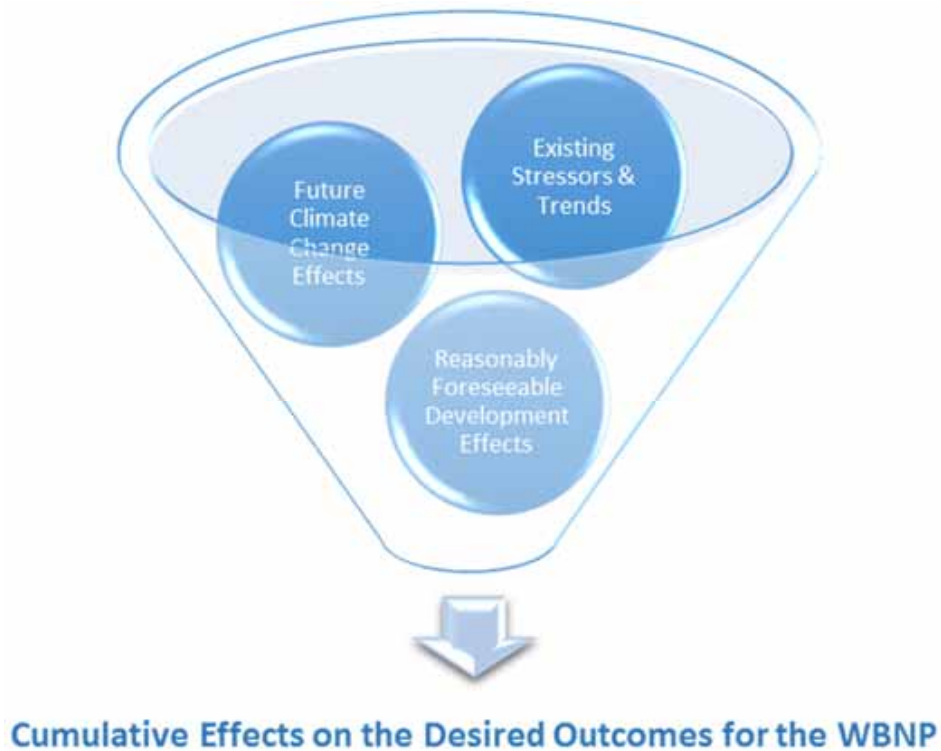 Existing
Stressors &
Trends
Future
Climate
Change
Effects
Reasonably
Foreseeable
Development
Effects
Cumulative Effects on the Desired Outcomes for the WBNP